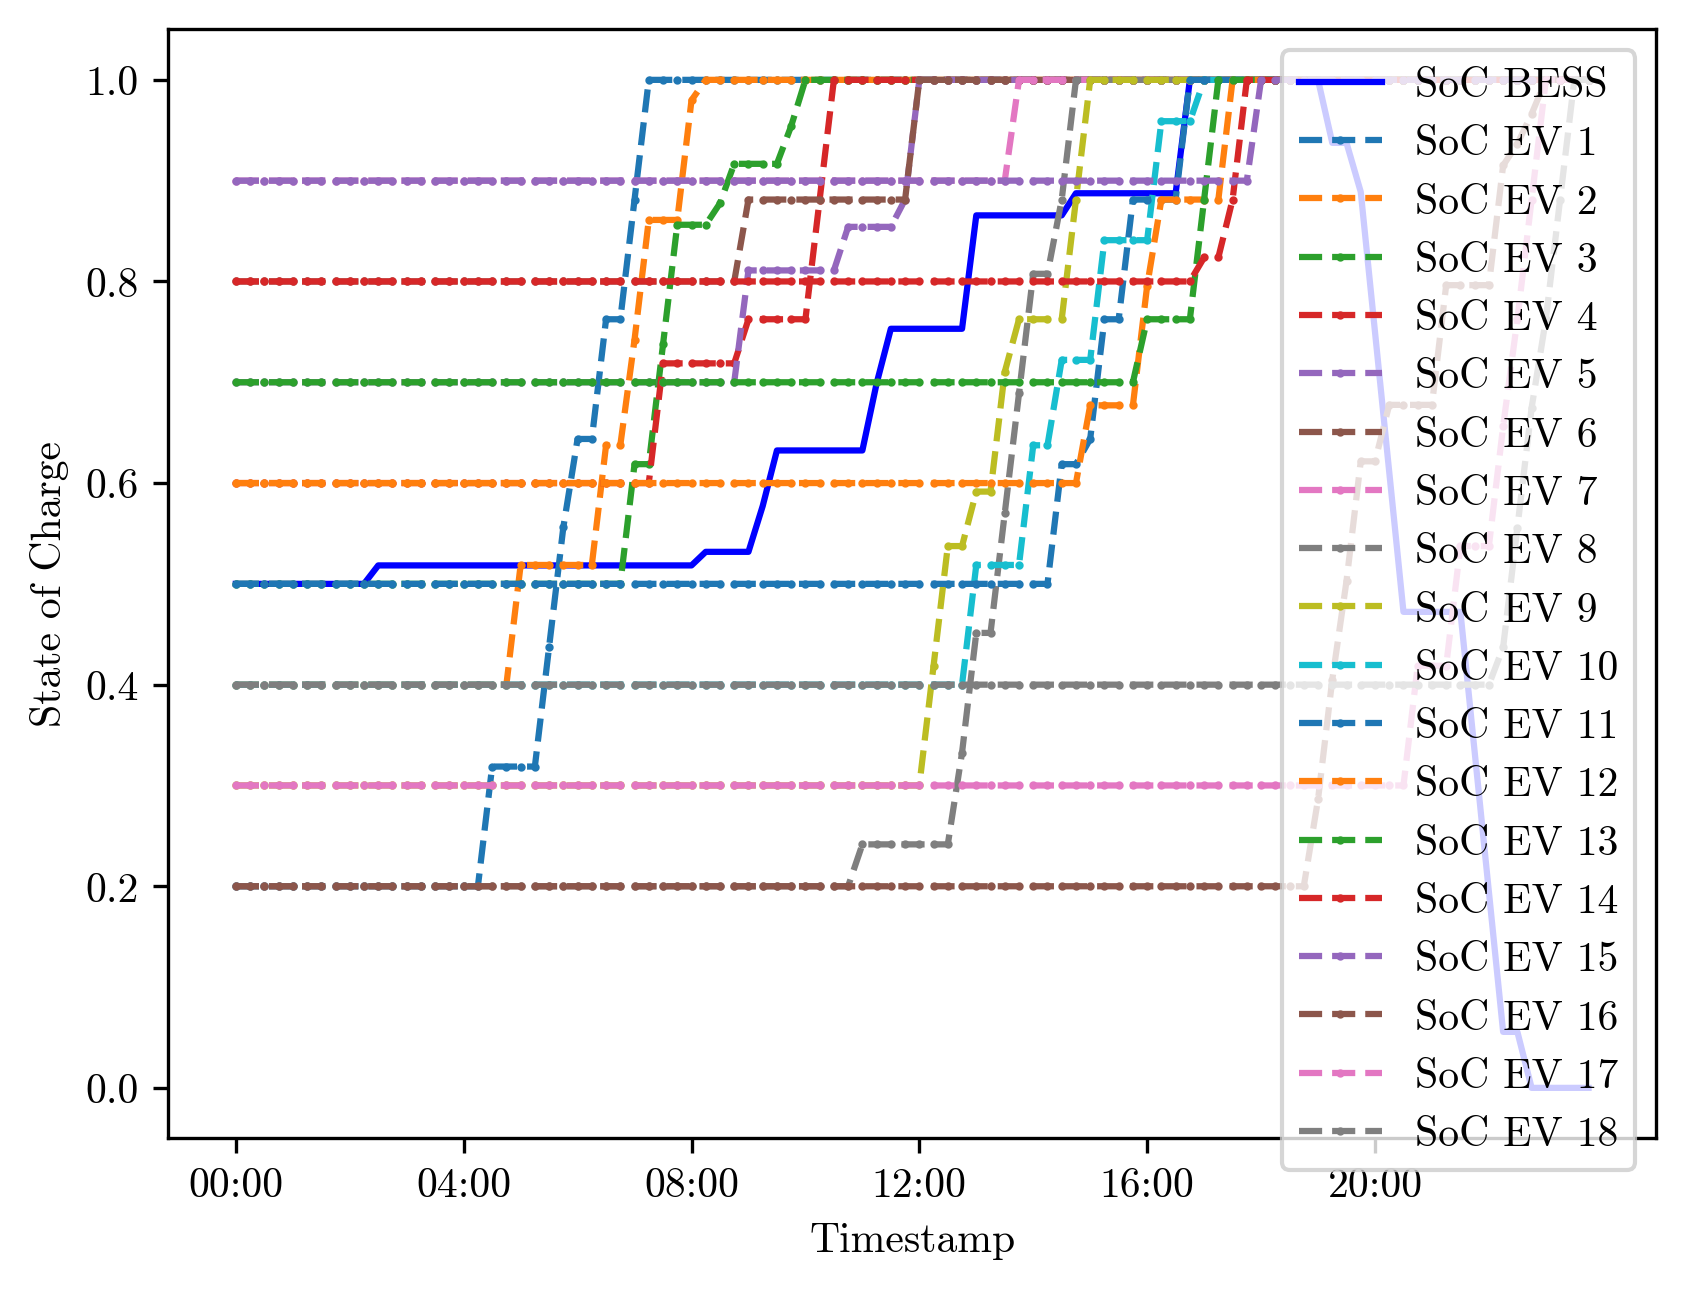 State of Charge
1.0
0.8
0.6
0.4
0.2
0.0
00:00 04:00 08:00 12:00 16:00 20:00
Timestamp
SoC BESS
SoC EV 1
SoC EV 2
SoC EV 3
SoC EV 4
SoC EV 5
SoC EV 6
SoC EV 7
SoC EV 8
SoC EV 9
SoC EV 10
SoC EV 11
SoC EV 12
SoC EV 13
SoC EV 14
SoC EV 15
SoC EV 16
SoC EV 17
SoC EV 18